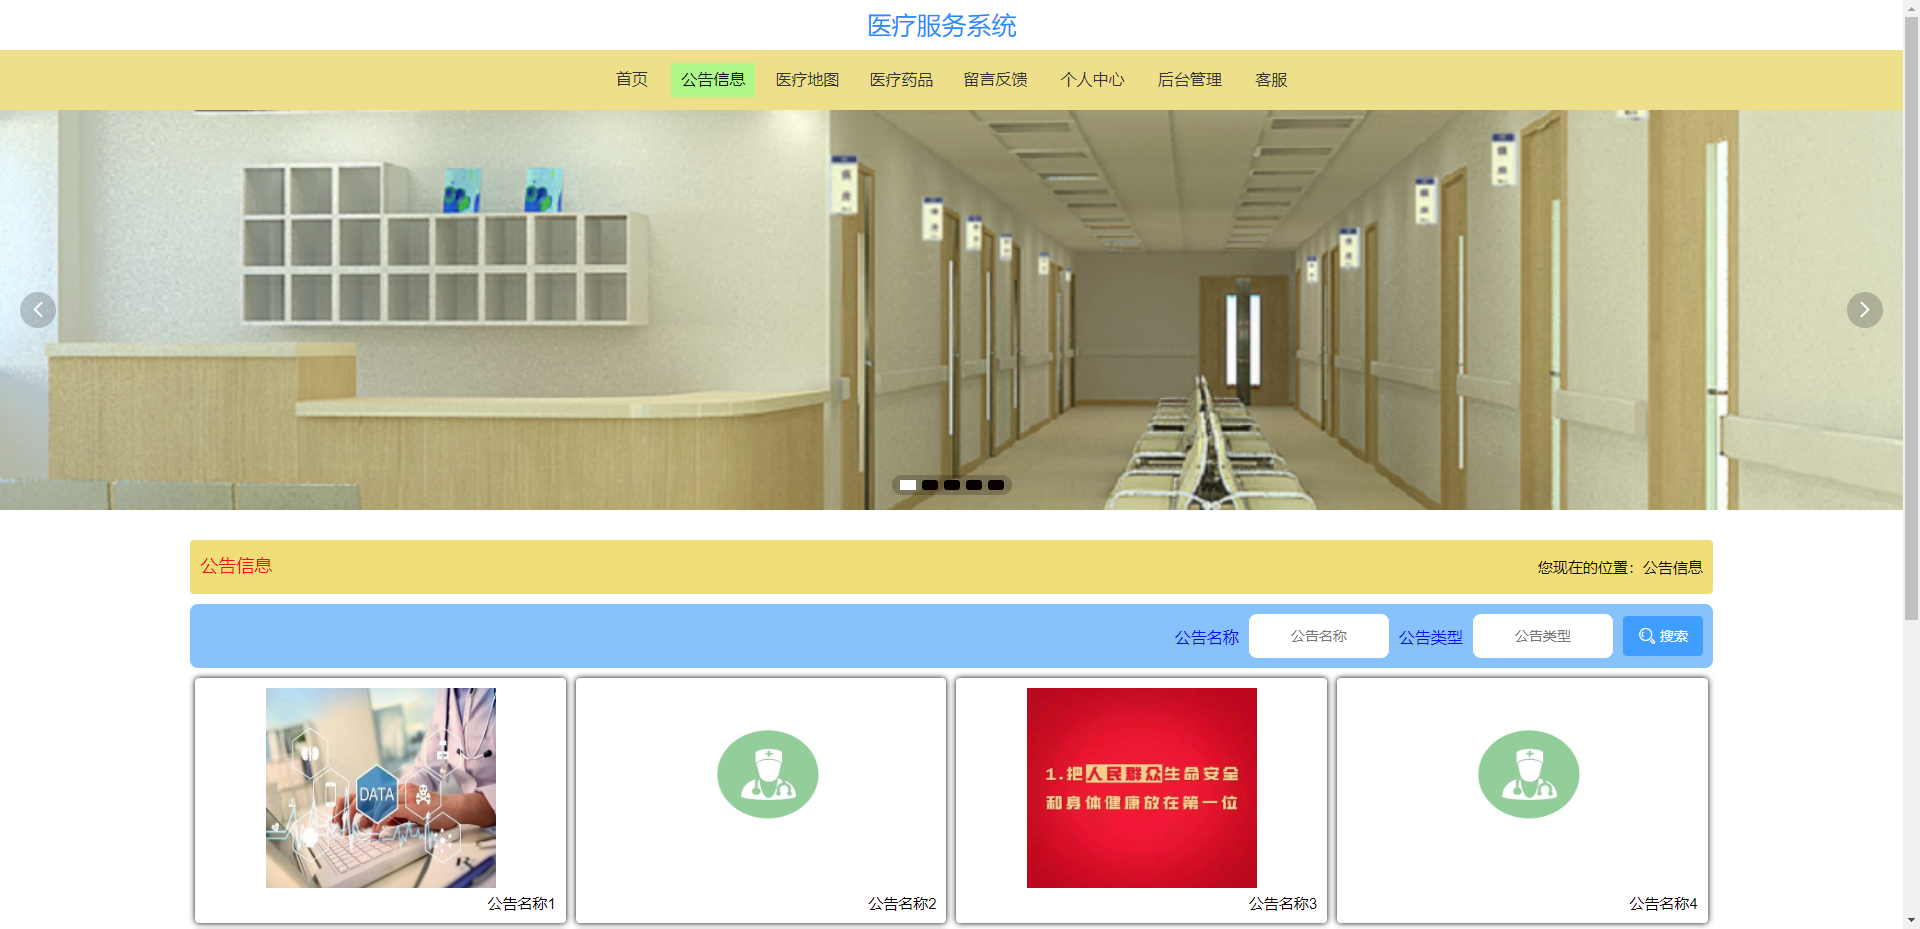 医疗服务系统
首页 公告信息 医疗地图 医疗药品 留言反馈 个人中心 后台管理 客服
公告信息
您现在的位置：公告信息
公告名称 公告名称 公告类型 公告类型 搜索
DATA
1.把人民群众生命安全
和身体健康放在第一位
公告名称1
公告名称2
公告名称3
公告名称4